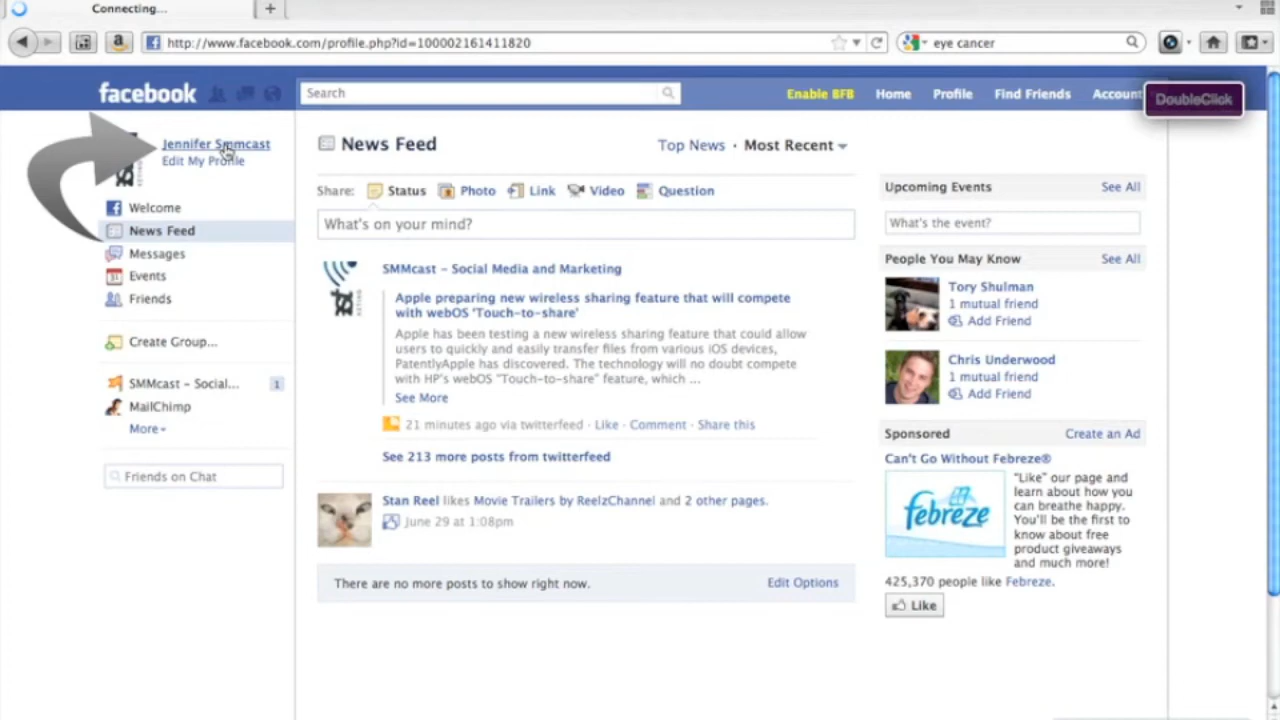 Connecting...
http://www.facebook.com/profile.php?id=100002161411820
eye cancer
facebook
Search
Enable BFB
Home
Profile
Find Friends
Account
DoubleClick
Jennifer Smmcast
Edit My Profile
Welcome
News Feed
Messages
Events
Friends
Create Group...
SMMcast – Social...
1
MailChimp
More
Friends on Chat
News Feed
Top News · Most Recent
Share: Status Photo Link Video Question
What's on your mind?
SMMcast – Social Media and Marketing
Apple preparing new wireless sharing feature that will compete
with webOS 'Touch-to-share'
Apple has been testing a new wireless sharing feature that could allow
users to quickly and easily transfer files from various iOS devices,
PatentlyApple has discovered. The technology will no doubt compete
with HP's webOS "Touch-to-share" feature, which ...
See More
21 minutes ago via twitterfeed · Like · Comment · Share this
See 213 more posts from twitterfeed
Stan Reel likes Movie Trailers by ReelzChannel and 2 other pages.
June 29 at 1:08pm
There are no more posts to show right now.
Edit Options
Upcoming Events
See All
What's the event?
People You May Know
See All
Tory Shulman
1 mutual friend
Add Friend
Chris Underwood
1 mutual friend
Add Friend
Sponsored
Create an Ad
Can't Go Without Febreze®
febreze
"Like" our page and
learn about how you
can breathe happy.
You'll be the first to
know about free
product giveaways
and much more!
425,370 people like Febreze.
Like